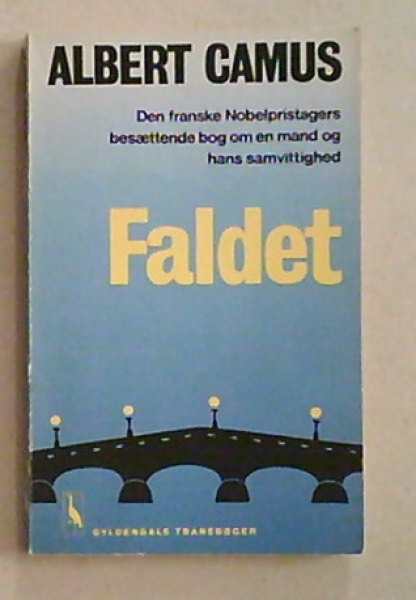 ALBERT CAMUS
Den franske Nobelpristagers
besættende bog om en mand og
hans samvittighed
Faldet
GYLDENDALS TRANEBØGER